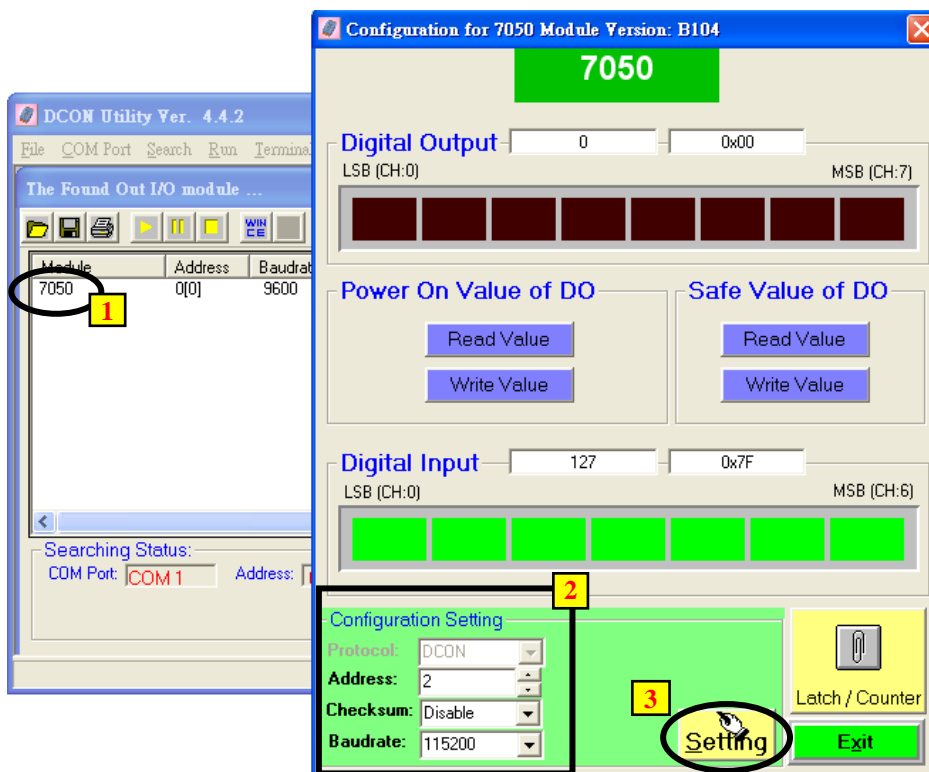 Configuration for 7050 Module Version: B104
7050
Digital Output 0 0x00
LSB (CH:0) MSB (CH:7)
Power On Value of DO
Read Value
Write Value
Safe Value of DO
Read Value
Write Value
Digital Input 127 0x7F
LSB (CH:0) MSB (CH:6)
2
Configuration Setting
Protocol: DCON
Address: 2
Checksum: Disable
Baudrate: 115200
3
Setting
Latch / Counter
Exit
DCON Utility Ver. 4.4.2
File COM Port Search Run Terminal
The Found Out I/O module ...
WIN CE
Module Address Baudrat
7050 0[0] 9600
1
Searching Status:
COM Port: COM 1 Address: